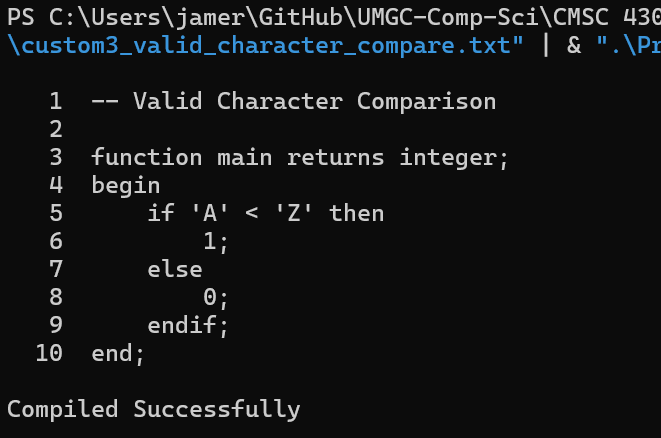 PS C:\Users\jamer\GitHub\UMGC-Comp-Sci\CMSC 430
\custom3_valid_character_compare.txt" | & ".\Pr
1 -- Valid Character Comparison
2
3 function main returns integer;
4 begin
5 if 'A' < 'Z' then
6 1;
7 else
8 0;
9 endif;
10 end;
Compiled Successfully